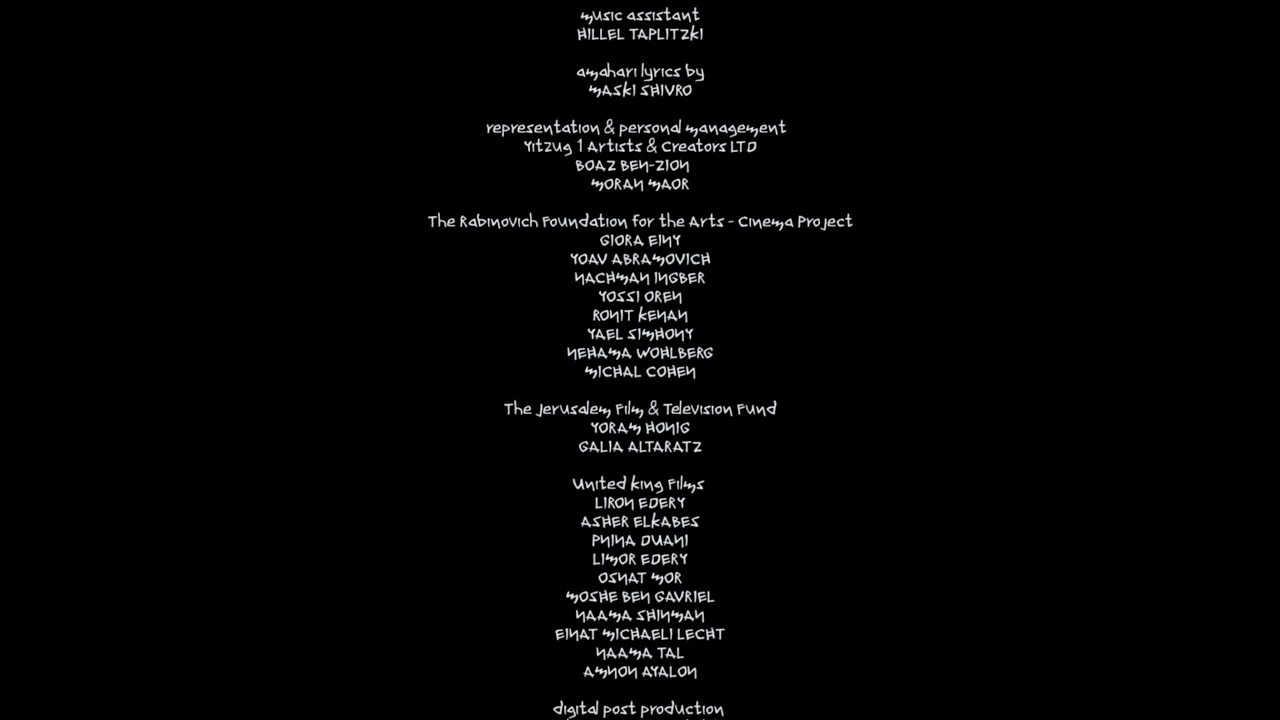 music assistant
HILLEL TAPLITZKI
amahari lyrics by
MASKI SHIVRO
representation & personal management
Yitzug 1 Artists & Creators LTD
BOAZ BEN-ZION
MORAN MAOR
The Rabinovich Foundation for the Arts - Cinema Project
GIORA EINY
YOAV ABRAMOVICH
NACHMAN INGBER
YOSSI OREN
RONIT KENAN
YAEL SIMHONY
NEHAMA WOHLBERG
MICHAL COHEN
The Jerusalem Film & Television Fund
YORAM HONIG
GALIA ALTARATZ
United King Films
LIRON EDERY
ASHER ELKABES
PNINA DUANI
LIMOR EDERY
OSNAT MOR
MOSHE BEN GAVRIEL
NAAMA SHINMAN
EINAT MICHAELI LECHT
NAAMA TAL
AMNON AYALON
digital post production